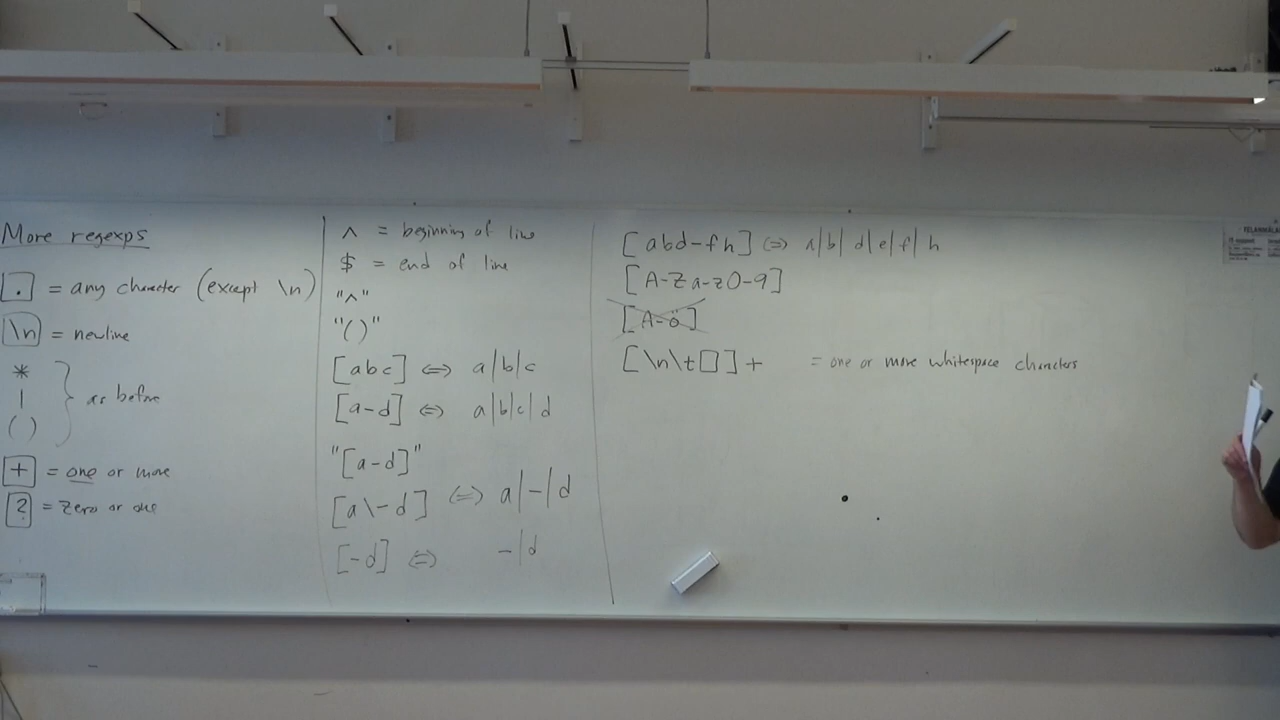 More regexps
. = any character (except \n)
\n = newline
*
|
()
as before
+ = one or more
? = zero or one
^ = beginning of line
$ = end of line
"^"
"()"
[abc] ⇔ a|b|c
[a-d] ⇔ a|b|c|d
"[a-d]"
[a\-d] ⇔ a|-|d
[-d] ⇔ -|d
[abd-fh] ⇔ a|b|d|e|f|h
[A-Za-z0-9]
[A-ö]
[\n\t□]+ = one or more whitespace characters
FELANMÄLA